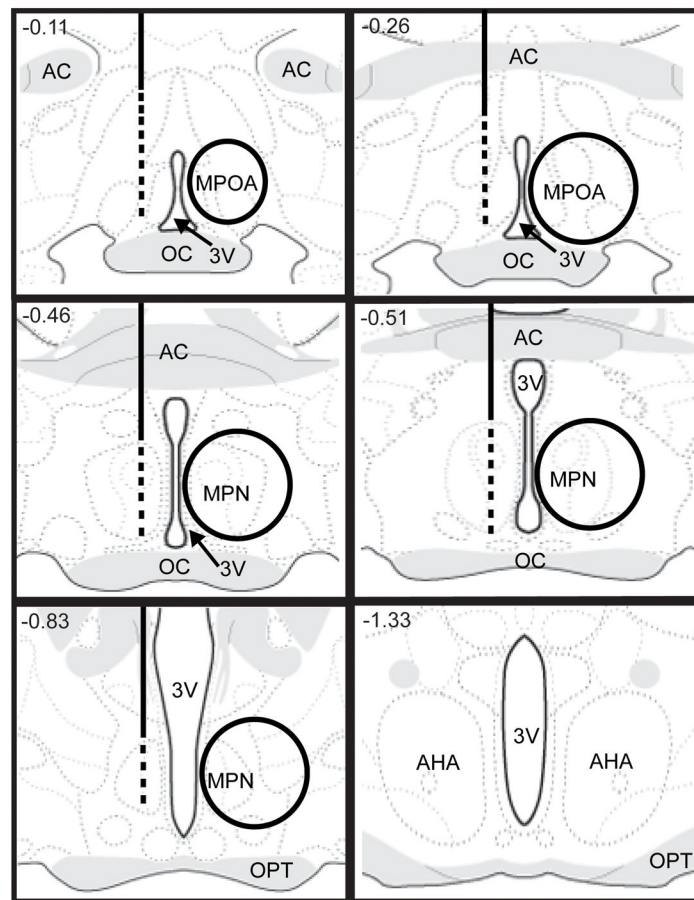 -0.11
AC
AC
MPOA
OC
3V
-0.26
AC
MPOA
OC
3V
-0.46
AC
MPN
OC
3V
-0.51
AC
3V
MPN
OC
-0.83
3V
MPN
OPT
-1.33
3V
AHA
AHA
OPT